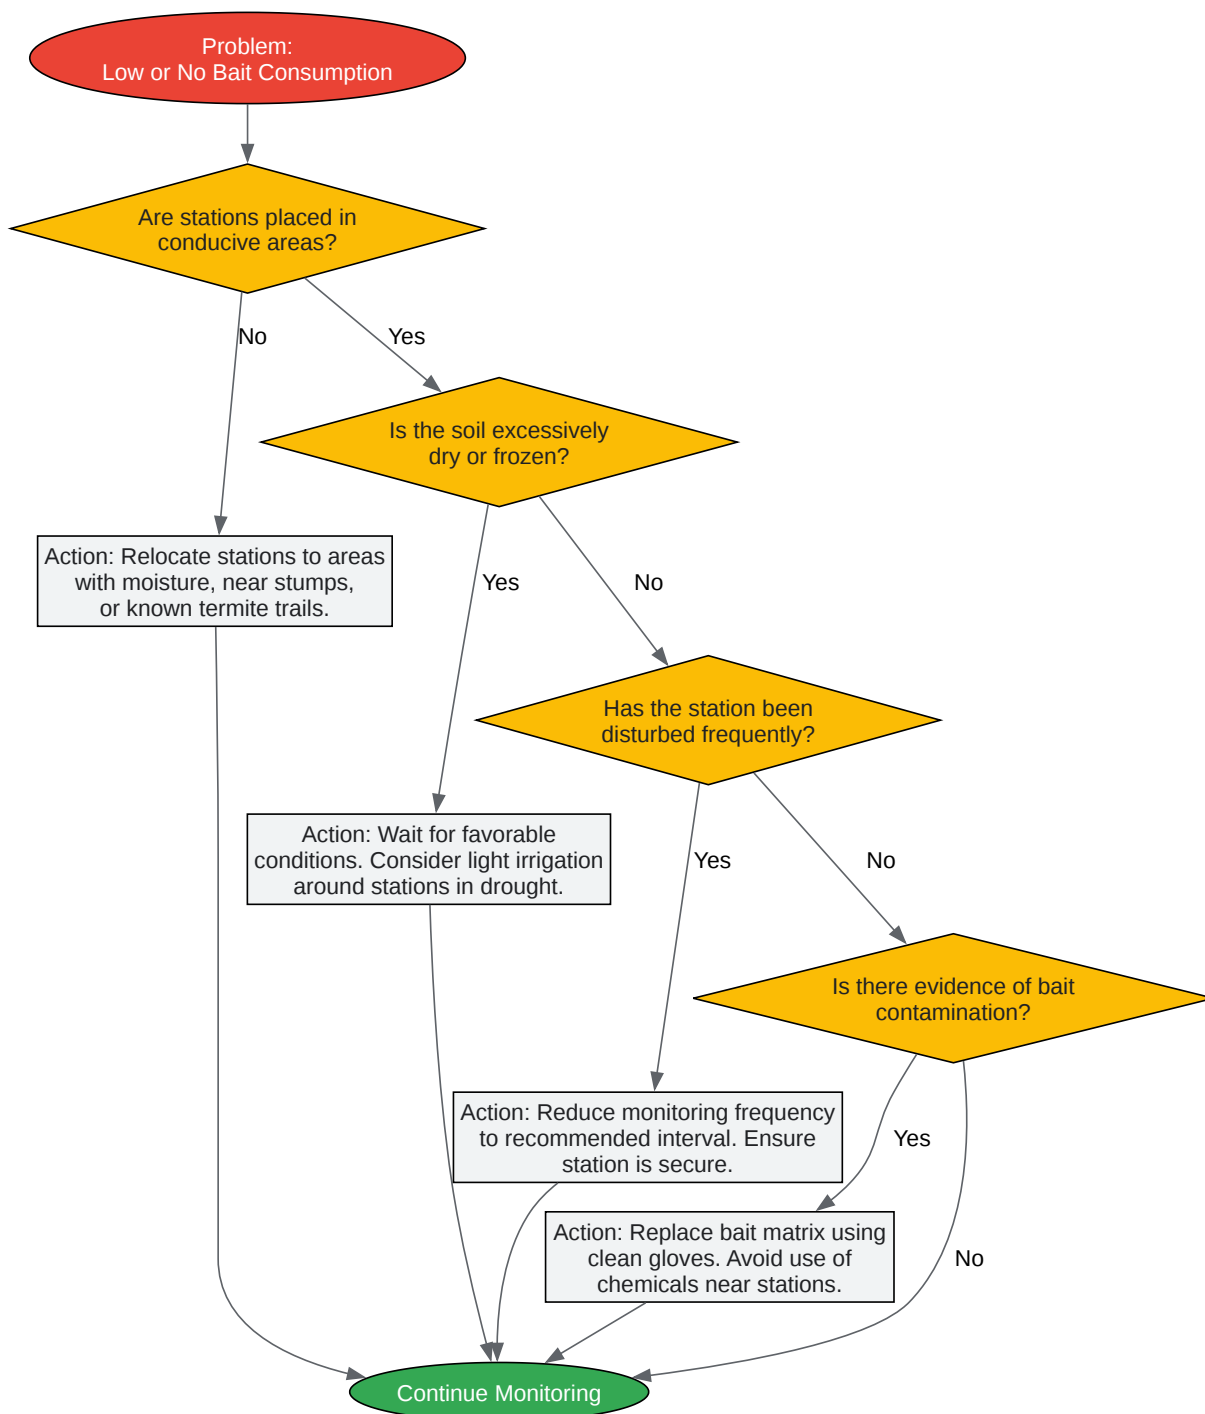 Problem:
Low or No Bait Consumption
Are stations placed in
conducive areas?
No
Yes
Is the soil excessively
dry or frozen?
Action: Relocate stations to areas
with moisture, near stumps,
or known termite trails.
Yes
No
Has the station been
disturbed frequently?
Action: Wait for favorable
conditions. Consider light irrigation
around stations in drought.
Yes
No
Is there evidence of bait
contamination?
Action: Reduce monitoring frequency
to recommended interval. Ensure
station is secure.
Yes
Action: Replace bait matrix using
clean gloves. Avoid use of
chemicals near stations.
No
Continue Monitoring